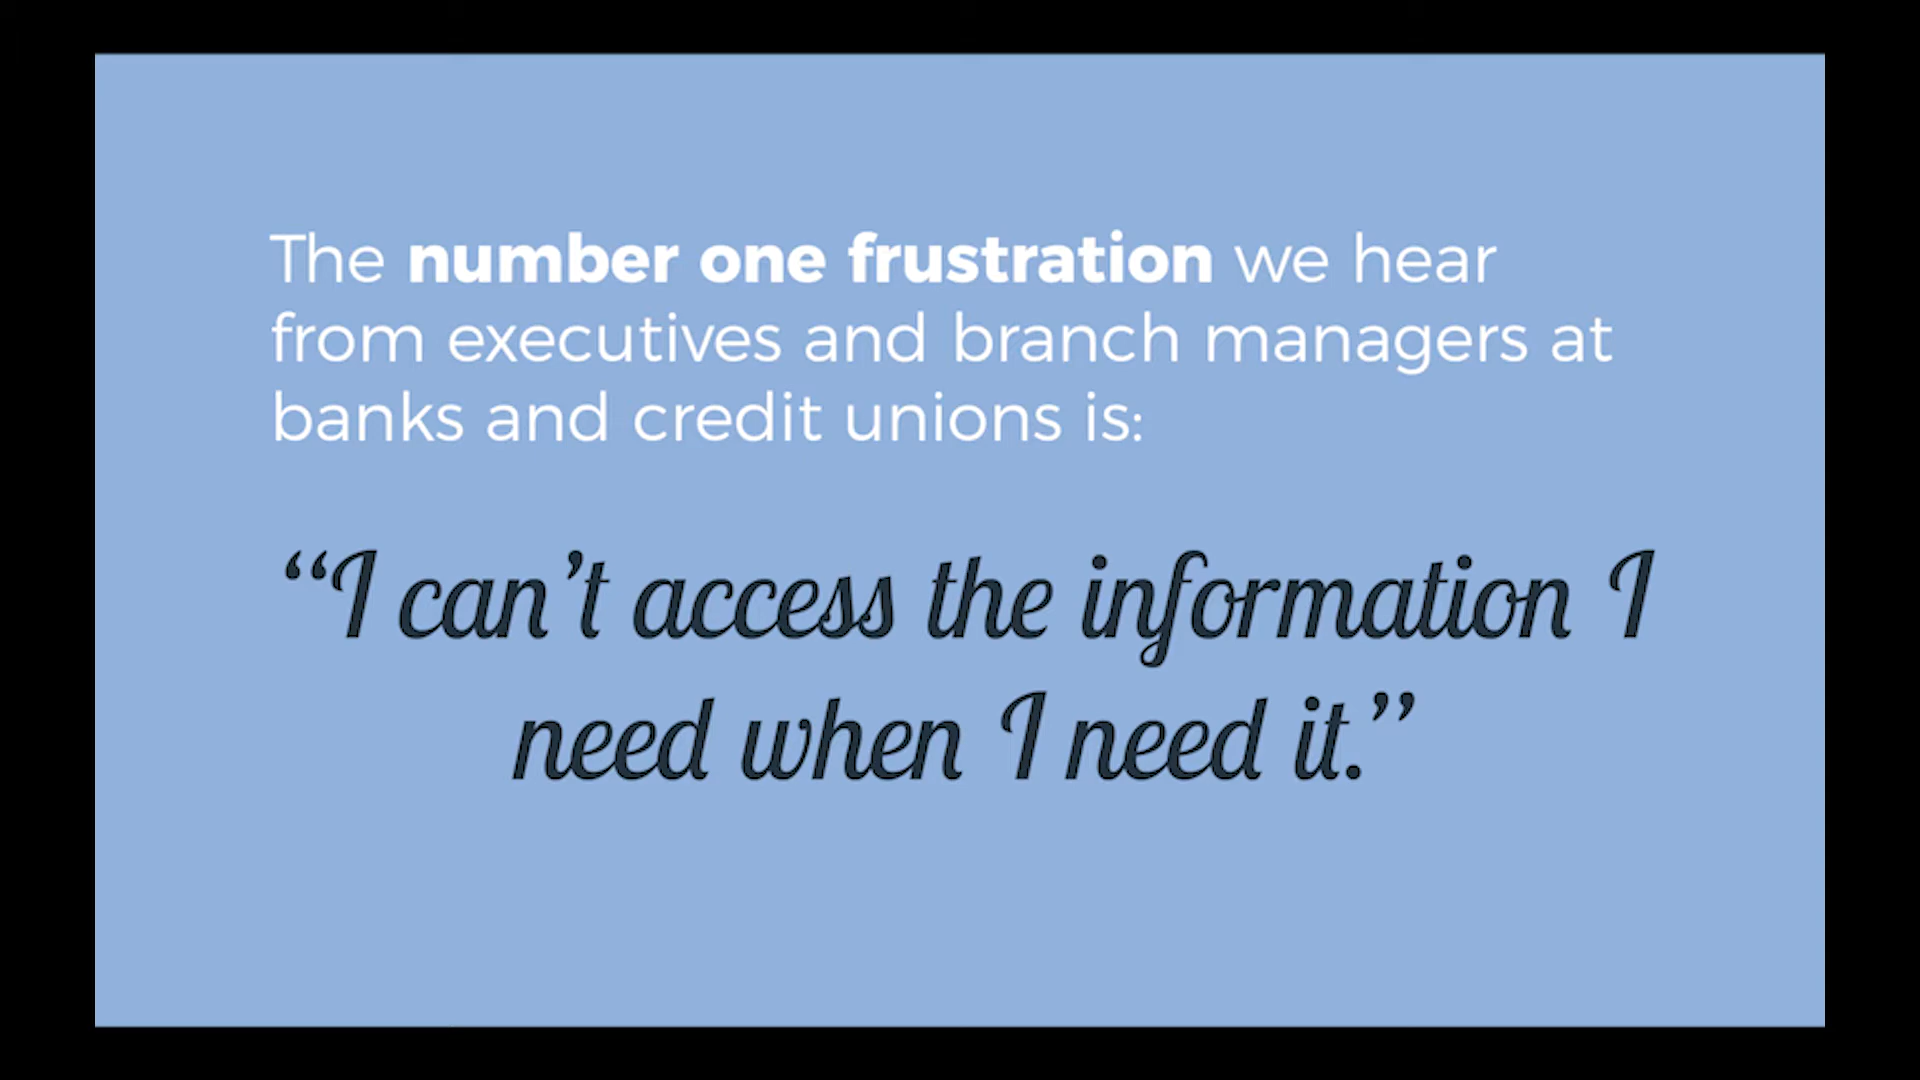 The number one frustration we hear
from executives and branch managers at
banks and credit unions is:
“I can’t access the information I
need when I need it.”